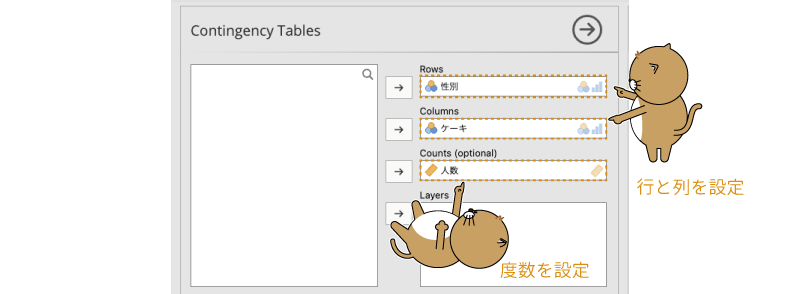 Contingency Tables
Rows
性別
Columns
ケーキ
Counts (optional)
人数
Layers
行と列を設定
度数を設定